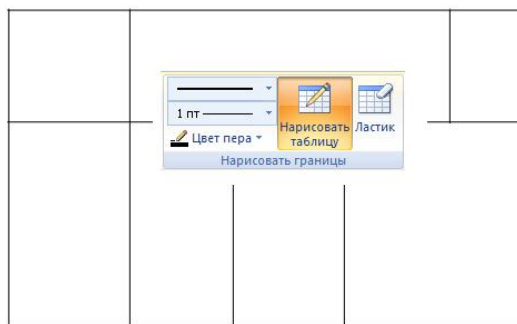 1 пт
Цвет пера
Нарисовать таблицу
Ластик
Нарисовать границы